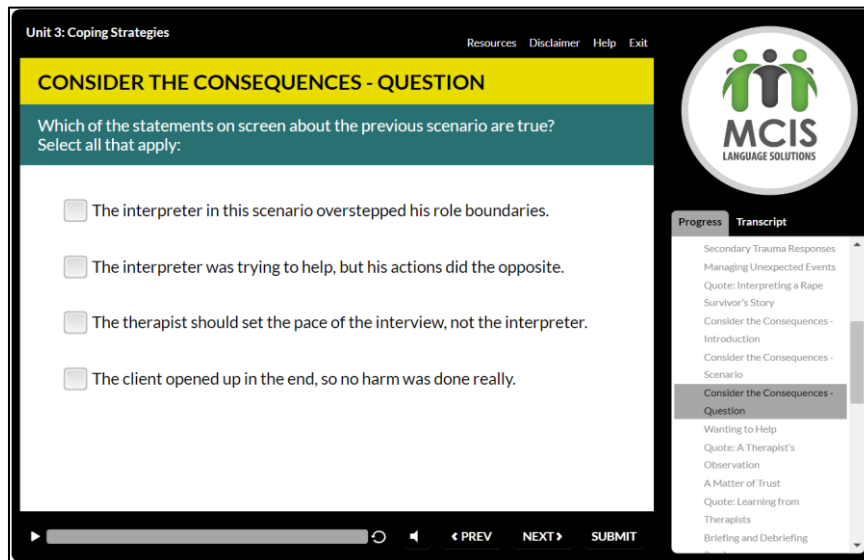 Unit 3: Coping Strategies
Resources Disclaimer Help Exit
CONSIDER THE CONSEQUENCES - QUESTION
Which of the statements on screen about the previous scenario are true?
Select all that apply:
The interpreter in this scenario overstepped his role boundaries.
The interpreter was trying to help, but his actions did the opposite.
The therapist should set the pace of the interview, not the interpreter.
The client opened up in the end, so no harm was done really.
PREV NEXT SUBMIT
MCIS
LANGUAGE SOLUTIONS
Progress Transcript
Secondary Trauma Responses
Managing Unexpected Events
Quote: Interpreting a Rape
Survivor's Story
Consider the Consequences -
Introduction
Consider the Consequences -
Scenario
Consider the Consequences -
Question
Wanting to Help
Quote: A Therapist's
Observation
A Matter of Trust
Quote: Learning from
Therapists
Briefing and Debriefing